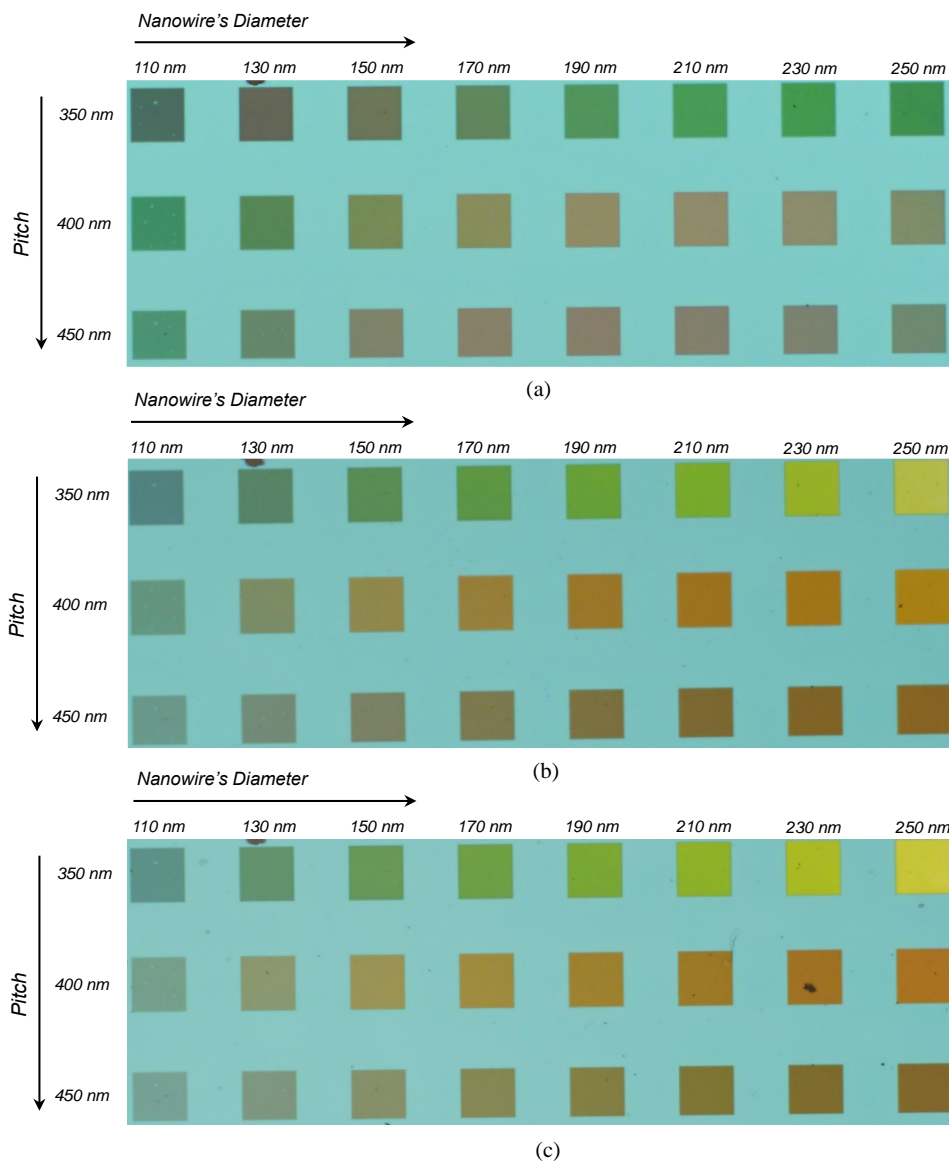 Nanowire's Diameter
110 nm 130 nm 150 nm 170 nm 190 nm 210 nm 230 nm 250 nm
350 nm
400 nm
450 nm
Pitch
(a)
Nanowire's Diameter
110 nm 130 nm 150 nm 170 nm 190 nm 210 nm 230 nm 250 nm
350 nm
400 nm
450 nm
Pitch
(b)
Nanowire's Diameter
110 nm 130 nm 150 nm 170 nm 190 nm 210 nm 230 nm 250 nm
350 nm
400 nm
450 nm
Pitch
(c)